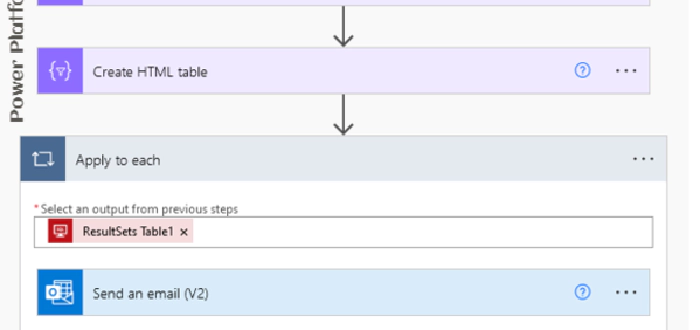 Create HTML table
Apply to each
*Select an output from previous steps
ResultSets Table1 ×
Send an email (V2)
Power